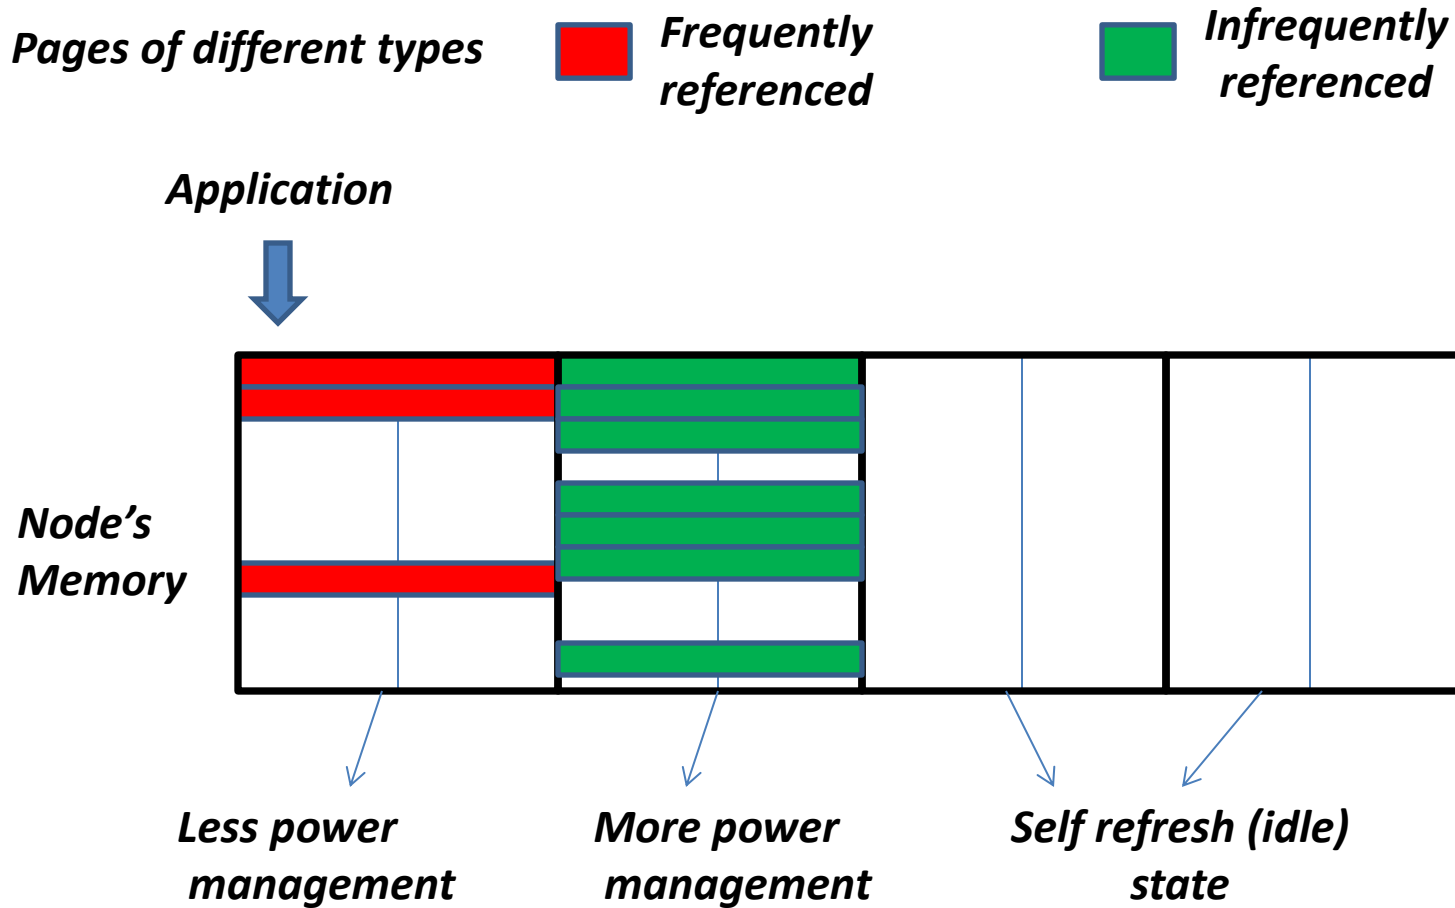 Pages of different types
Frequently
referenced
Infrequently
referenced
Application
Node’s
Memory
Less power
management
More power
management
Self refresh (idle)
state